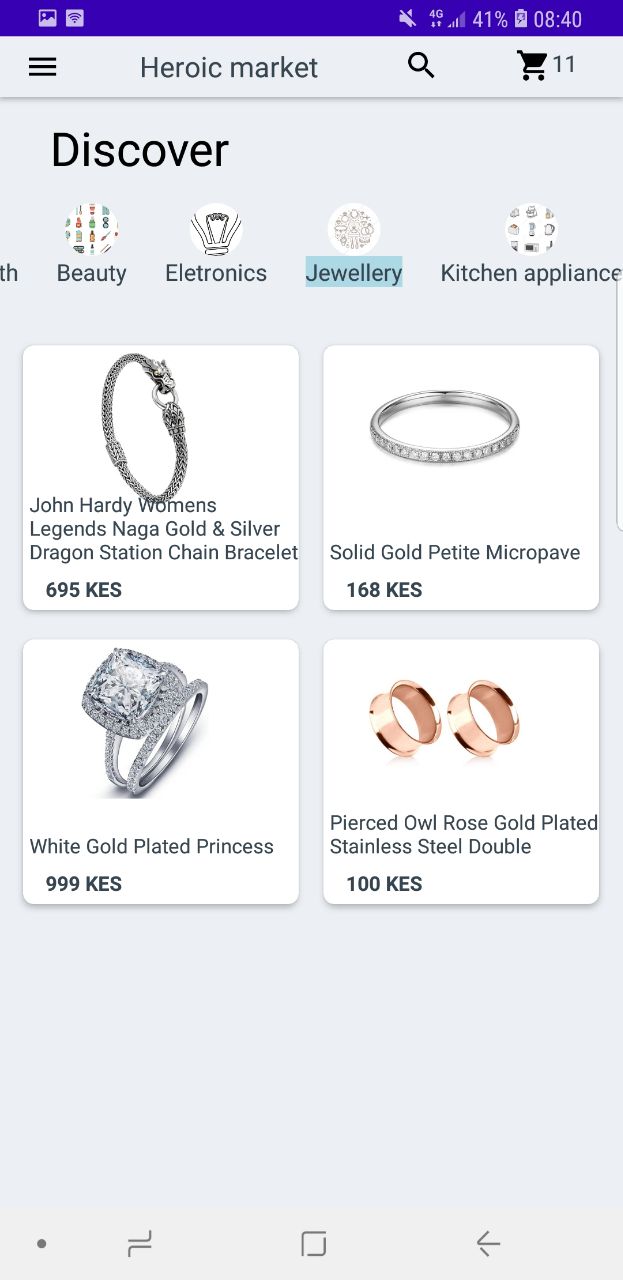 4G 41% 08:40
Heroic market 11
Discover
th Beauty Eletronics Jewellery Kitchen appliance
John Hardy Womens
Legends Naga Gold & Silver
Dragon Station Chain Bracelet
695 KES
Solid Gold Petite Micropave
168 KES
White Gold Plated Princess
999 KES
Pierced Owl Rose Gold Plated
Stainless Steel Double
100 KES